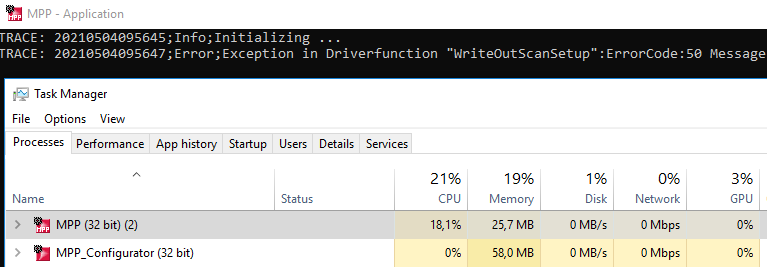 MPP - Application
TRACE: 20210504095645;Info;Initializing ...
TRACE: 20210504095647;Error;Exception in Driverfunction "WriteOutScanSetup":ErrorCode:50 Message
Task Manager
File Options View
Processes Performance App history Startup Users Details Services
21% 19% 1% 0% 3%
Name Status CPU Memory Disk Network GPU
MPP (32 bit) (2) 18,1% 25,7 MB 0 MB/s 0 Mbps 0%
MPP_Configurator (32 bit) 0% 58,0 MB 0 MB/s 0 Mbps 0%